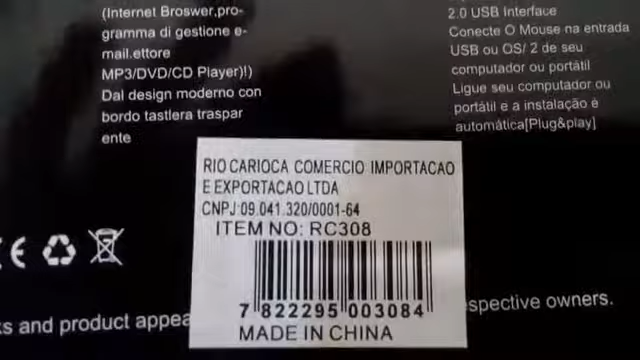 (Internet Broswer,pro-
gramma di gestione e-
mail.ettore
MP3/DVD/CD Player)!)
Dal design moderno con
bordo tastlera traspar
ente
2.0 USB Interface
Conecte O Mouse na entrada
USB ou OS/ 2 de seu
computador ou portátil
Ligue seu computador ou
portátil e a instalação é
automática[Plug&play]
RIO CARIOCA COMERCIO IMPORTACAO
E EXPORTACAO LTDA
CNPJ:09.041.320/0001-64
ITEM NO: RC308
7 822295 003084
MADE IN CHINA
CE
and product appea
spective owners.